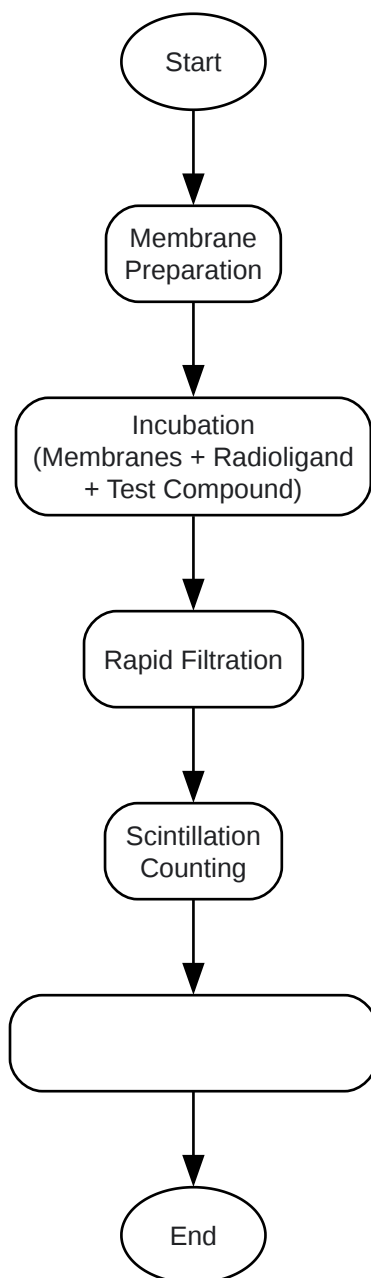 Start
Membrane
Preparation
Incubation
(Membranes + Radioligand
+ Test Compound)
Rapid Filtration
Scintillation
Counting
End